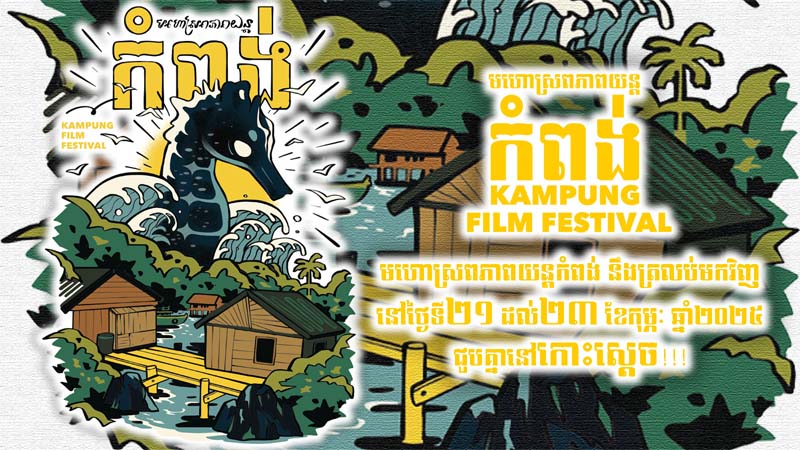 មហោស្រពភាពយន្ត
កំពង់
KAMPUNG
FILM
FESTIVAL
មហោស្រពភាពយន្ត
កំពង់
KAMPUNG
FILM FESTIVAL
មហោស្រពភាពយន្តកំពង់ នឹងត្រលប់មកវិញ
នៅថ្ងៃទី២១ ដល់២៣ ខែកុម្ភៈ ឆ្នាំ២០២៥
ជួបគ្នានៅកោះស្ដេច!!!